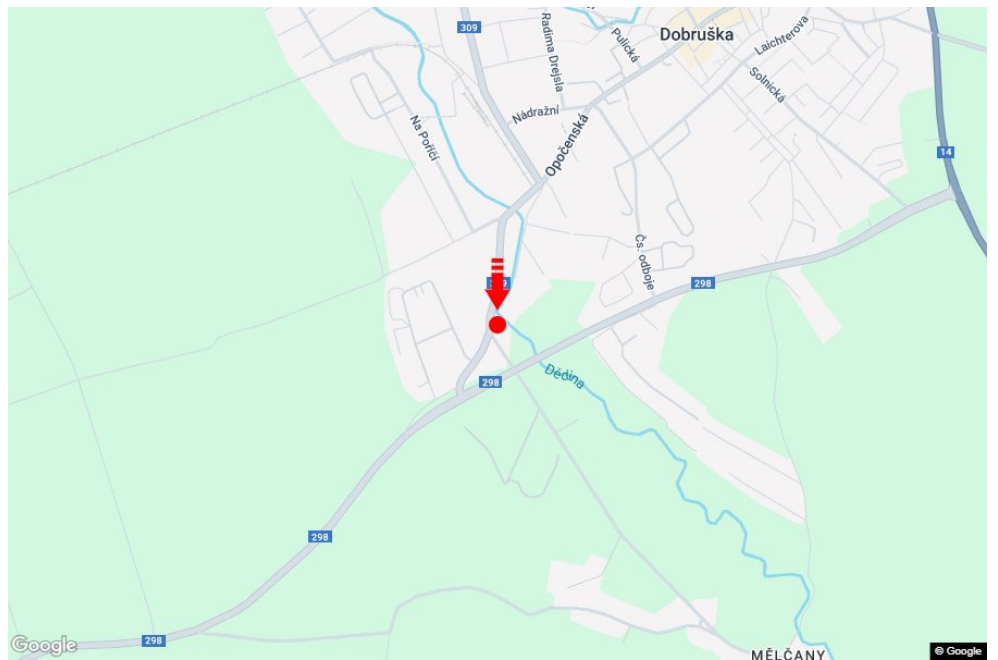 309
Radima Drejsla
Pulická
Dobruška
Laichterova
Solnická
Nádražní
Na Poříčí
Opočenská
14
Čs. odboje
298
Dědina
298
298
298
MĚLČANY
Google
© Google